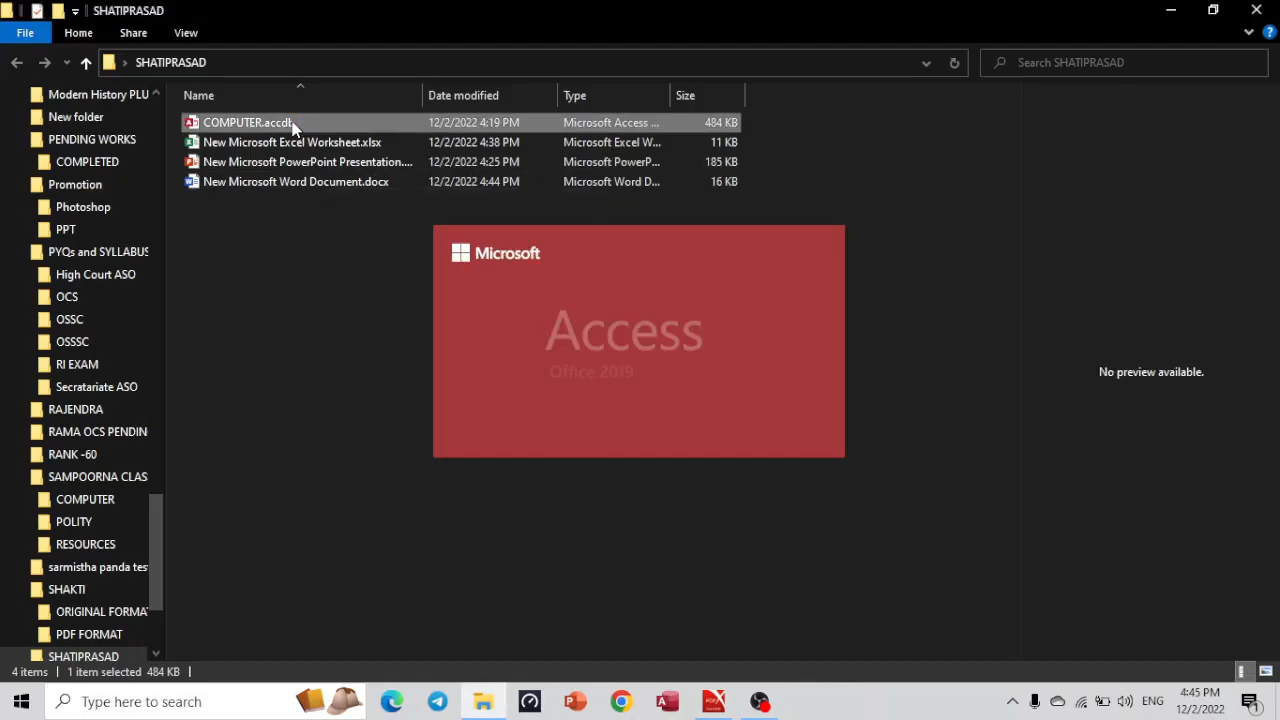 SHATIPRASAD
File Home Share View
SHATIPRASAD
Search SHATIPRASAD
Name Date modified Type Size
COMPUTER.accdb 12/2/2022 4:19 PM Microsoft Access ... 484 KB
New Microsoft Excel Worksheet.xlsx 12/2/2022 4:38 PM Microsoft Excel W... 11 KB
New Microsoft PowerPoint Presentation.... 12/2/2022 4:25 PM Microsoft PowerP... 185 KB
New Microsoft Word Document.docx 12/2/2022 4:44 PM Microsoft Word D... 16 KB
Modern History PLU
New folder
PENDING WORKS
COMPLETED
Promotion
Photoshop
PPT
PYQs and SYLLABUS
High Court ASO
OCS
OSSC
OSSSC
RI EXAM
Secratariate ASO
RAJENDRA
RAMA OCS PENDIN
RANK -60
SAMPOORNA CLAS
COMPUTER
POLITY
RESOURCES
sarmistha panda test
SHAKTI
ORIGINAL FORMA
PDF FORMAT
SHATIPRASAD
Microsoft
Access
Office 2019
No preview available.
4 items 1 item selected 484 KB
Type here to search
ENG
4:45 PM
12/2/2022